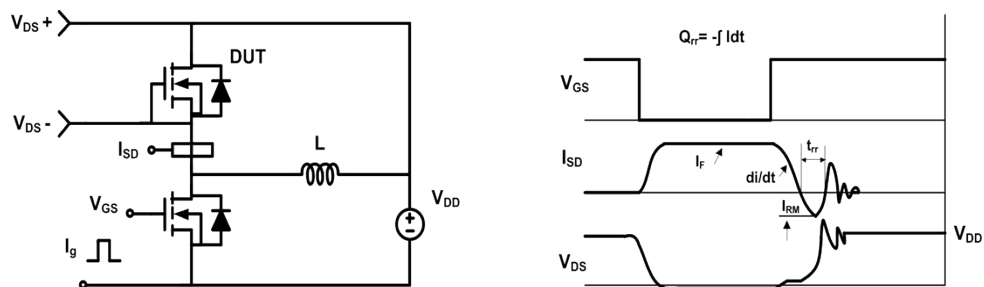 VDS +
DUT
VDS -
ISD
L
VGS
VDD
Ig
Qrr= -∫ Idt
VGS
ISD
IF
di/dt
trr
IRM
VDD
VDS